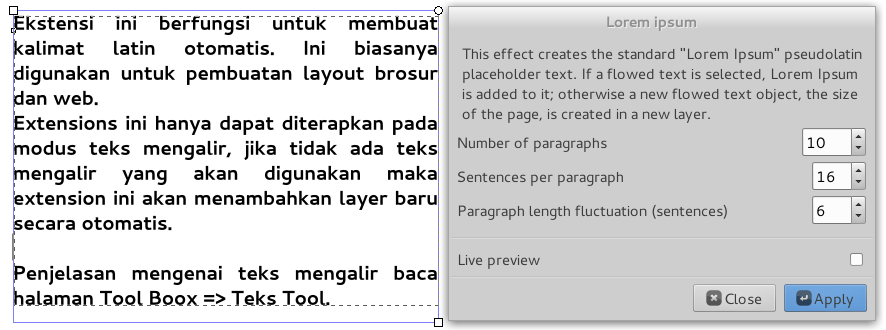 Ekstensi ini berfungsi untuk membuat
kalimat latin otomatis. Ini biasanya
digunakan untuk pembuatan layout brosur
dan web.
Extensions ini hanya dapat diterapkan pada
modus teks mengalir, jika tidak ada teks
mengalir yang akan digunakan maka
extension ini akan menambahkan layer baru
secara otomatis.
Penjelasan mengenai teks mengalir baca
halaman Tool Boox => Teks Tool.
Lorem ipsum
This effect creates the standard "Lorem Ipsum" pseudolatin
placeholder text. If a flowed text is selected, Lorem Ipsum
is added to it; otherwise a new flowed text object, the size
of the page, is created in a new layer.
Number of paragraphs 10
Sentences per paragraph 16
Paragraph length fluctuation (sentences) 6
Live preview
Close Apply